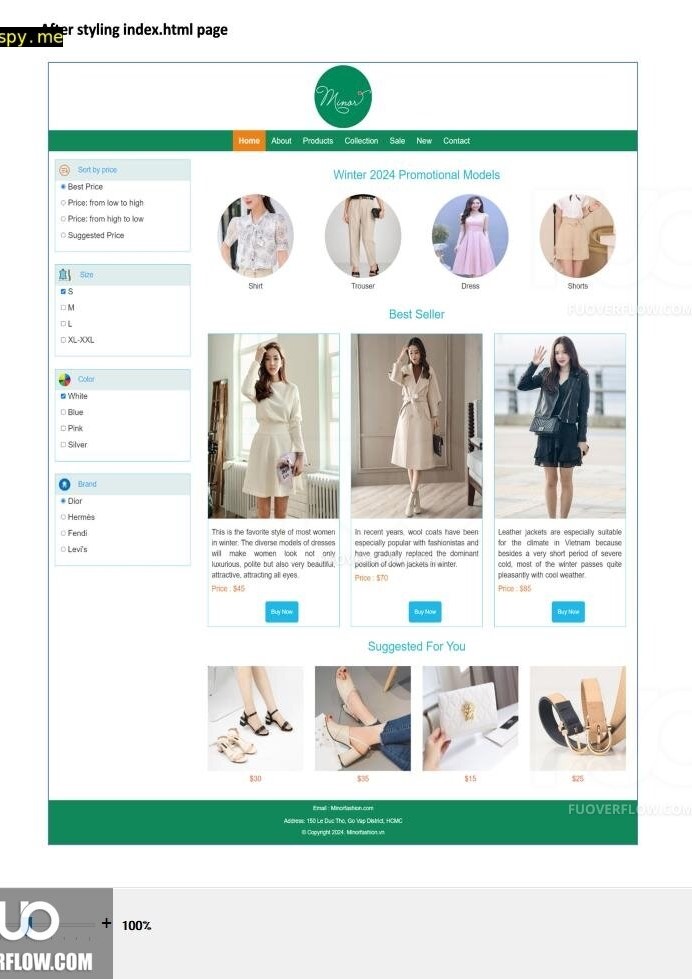 After styling index.html page
spy.me
Minor
Home About Products Collection Sale New Contact
Sort by price
Best Price
Price: from low to high
Price: from high to low
Suggested Price
Size
S
M
L
XL-XXL
Color
White
Blue
Pink
Silver
Brand
Dior
Hermès
Fendi
Levi's
Winter 2024 Promotional Models
Shirt Trouser Dress Shorts
FUOVERFLOW.COM
Best Seller
This is the favorite style of most women
in winter. The diverse models of dresses
will make women look not only
luxurious, polite but also very beautiful,
attractive, attracting all eyes.
Price : $45
Buy Now
In recent years, wool coats have been
especially popular with fashionistas and
have gradually replaced the dominant
position of down jackets in winter.
Price : $70
Buy Now
Leather jackets are especially suitable
for the climate in Vietnam because
besides a very short period of severe
cold, most of the winter passes quite
pleasantly with cool weather.
Price : $85
Buy Now
Suggested For You
$30 $35 $15 $25
Email : Minorfashion.com
Address: 150 Le Duc Tho, Go Vap District, HCMC
© Copyright 2024. Minorfashion.vn
FUOVERFLOW.COM
UO
RFLOW.COM
+ 100%